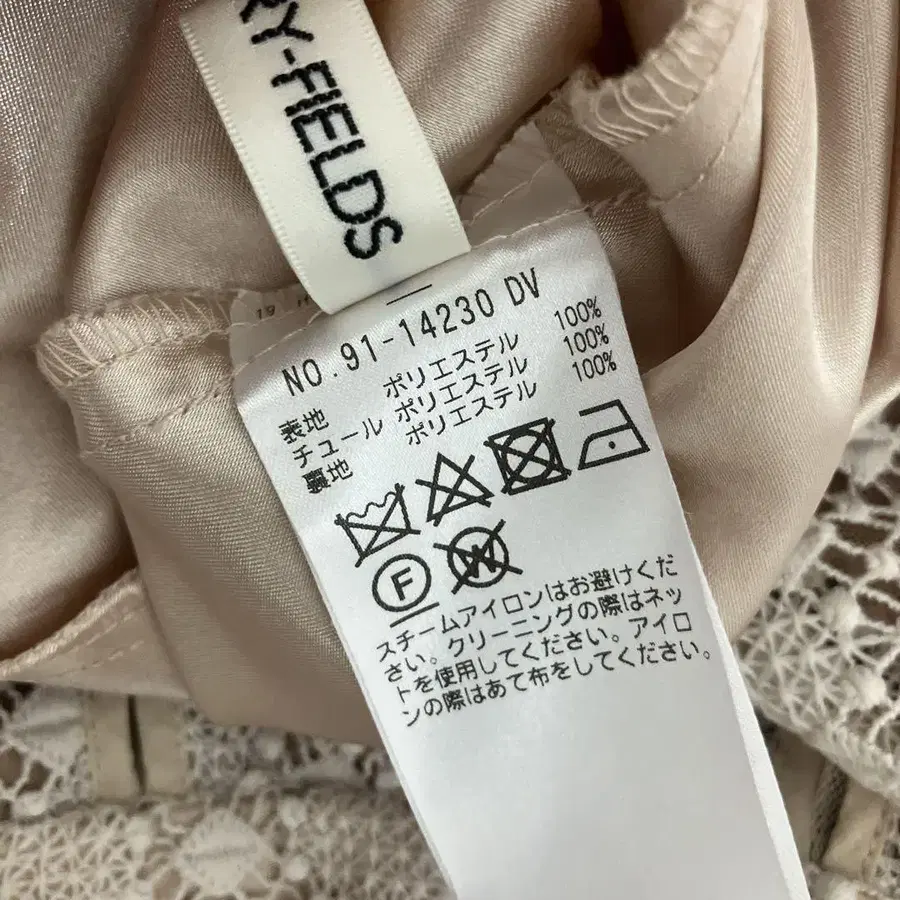 RY-FIELDS
19
NO.91-14230 DV
表地 ポリエステル 100%
チュール ポリエステル 100%
裏地 ポリエステル 100%
F W
スチームアイロンはお避けくだ
さい。クリーニングの際はネッ
トを使用してください。アイロ
ンの際はあて布をしてください。